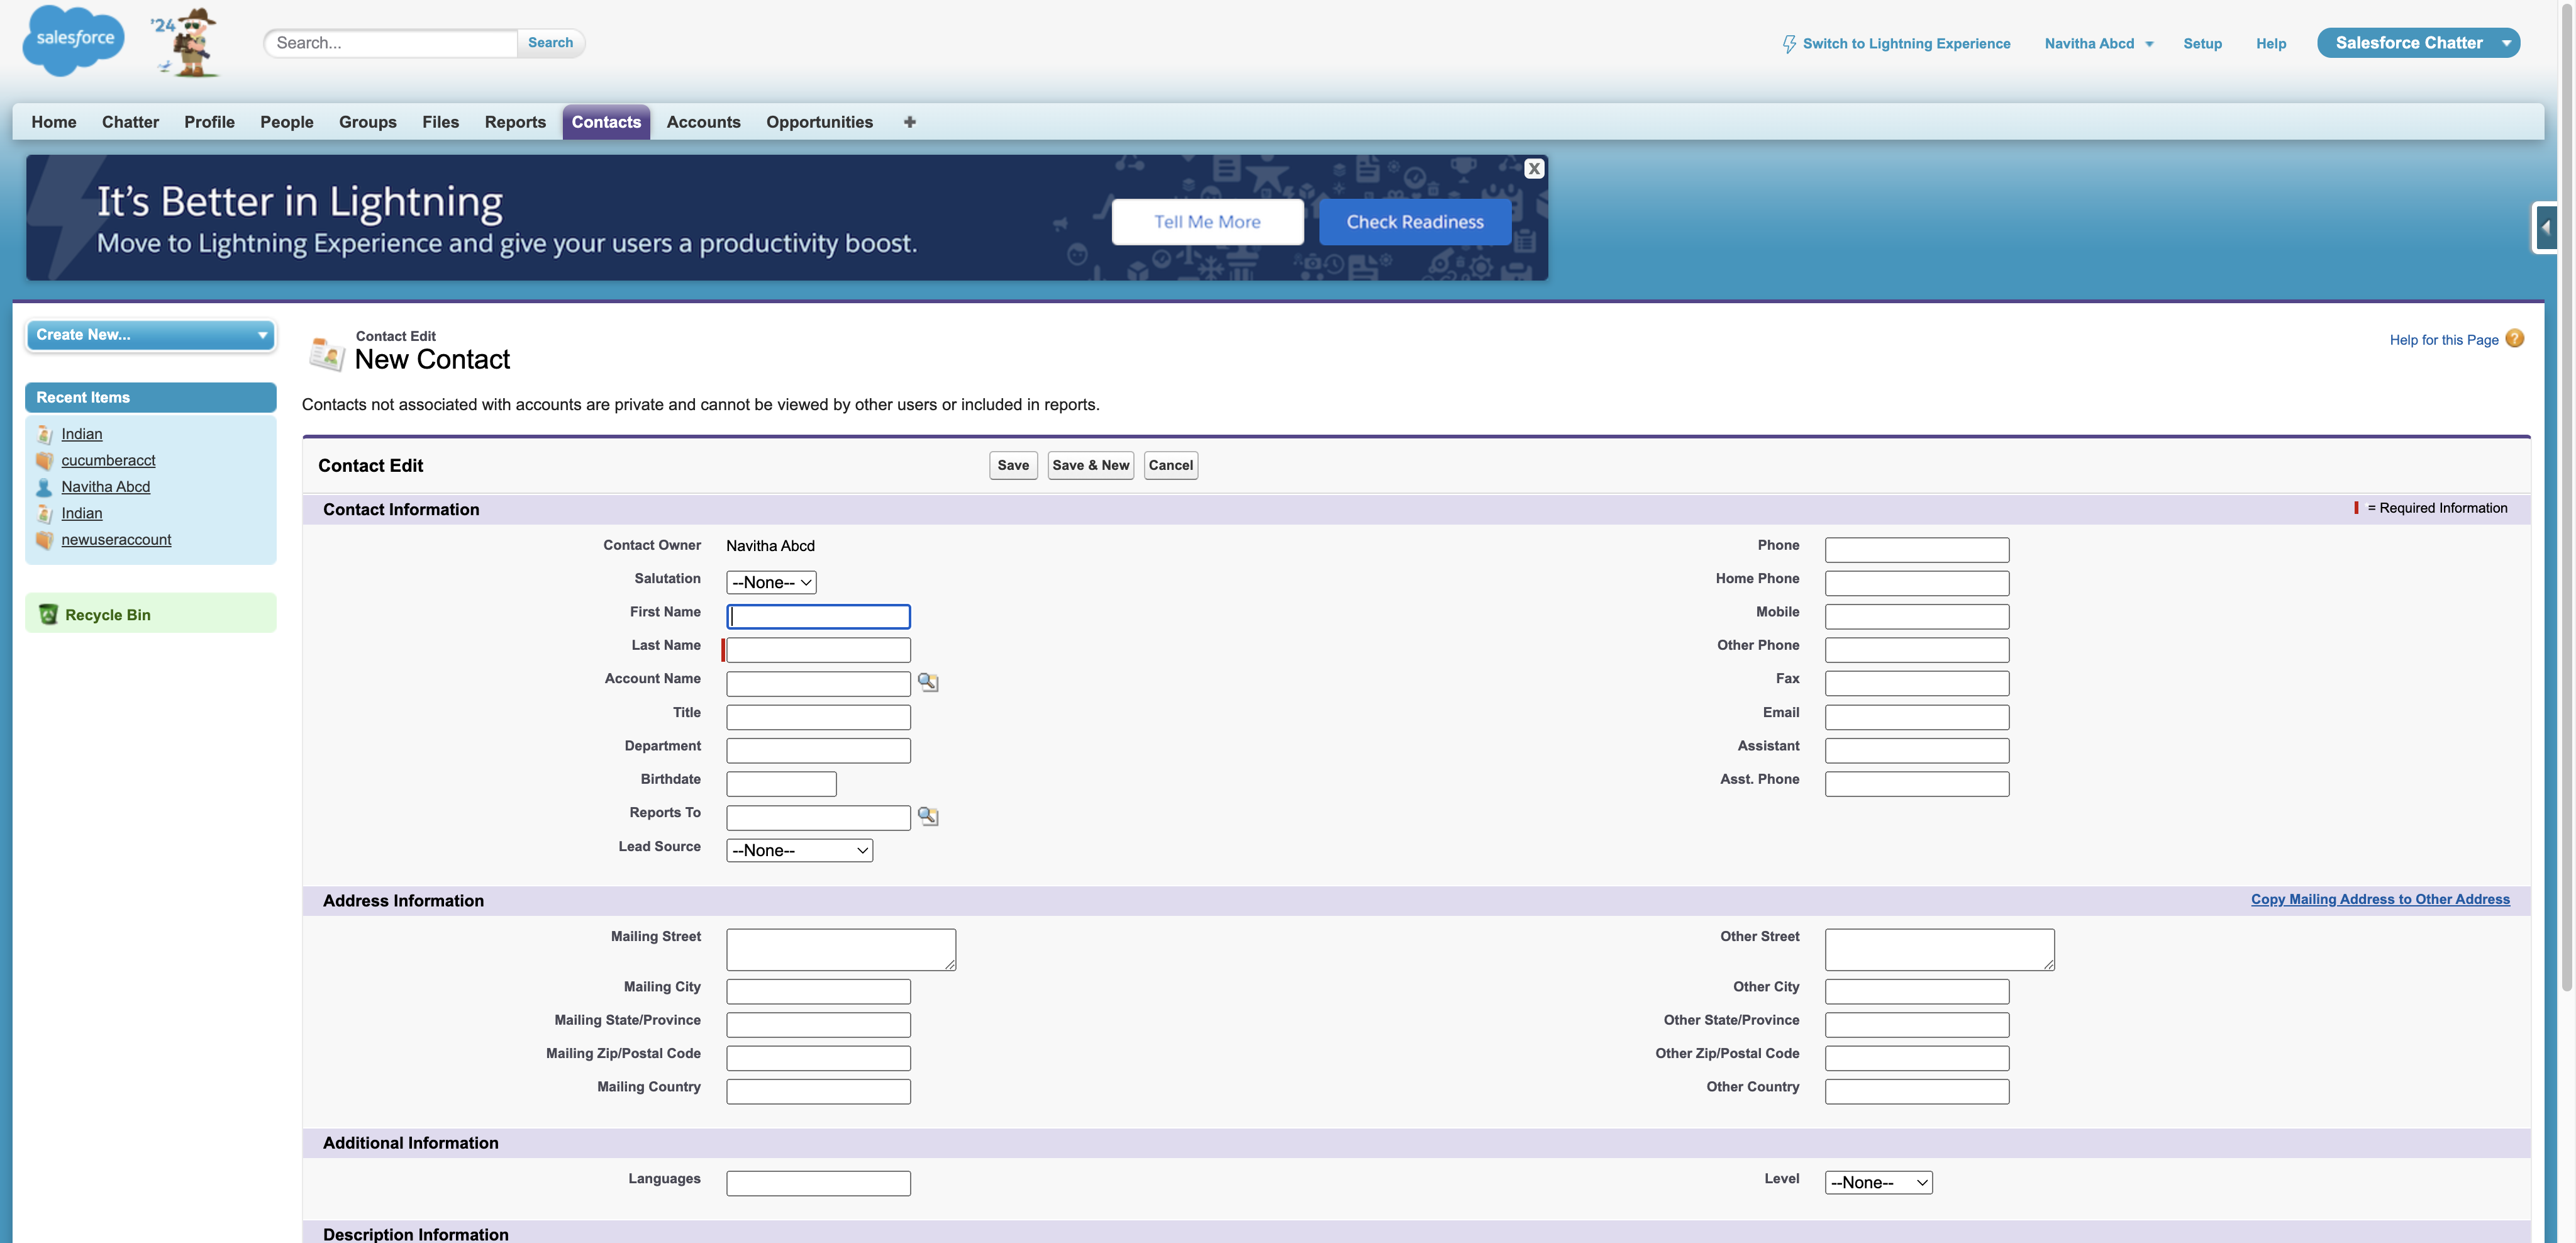 salesforce
'24
Search...
Search
Switch to Lightning Experience
Navitha Abcd
Setup
Help
Salesforce Chatter
Home
Chatter
Profile
People
Groups
Files
Reports
Contacts
Accounts
Opportunities
It's Better in Lightning
Move to Lightning Experience and give your users a productivity boost.
Tell Me More
Check Readiness
X
Create New...
Recent Items
Indian
cucumberacct
Navitha Abcd
Indian
newuseraccount
Recycle Bin
Contact Edit
New Contact
Help for this Page ?
Contacts not associated with accounts are private and cannot be viewed by other users or included in reports.
Contact Edit
Save
Save & New
Cancel
Contact Information
= Required Information
Contact Owner Navitha Abcd
Salutation --None--
First Name
Last Name
Account Name
Title
Department
Birthdate
Reports To
Lead Source --None--
Phone
Home Phone
Mobile
Other Phone
Fax
Email
Assistant
Asst. Phone
Address Information
Copy Mailing Address to Other Address
Mailing Street
Mailing City
Mailing State/Province
Mailing Zip/Postal Code
Mailing Country
Other Street
Other City
Other State/Province
Other Zip/Postal Code
Other Country
Additional Information
Languages
Level --None--
Description Information